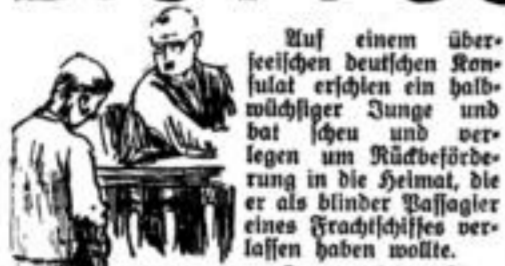 Auf einem über-
seeischen deutschen Kon-
sulat erschien ein halb-
wüchsiger Junge und
bat scheu und ver-
legen um Rückbeförde-
rung in die Heimat, die
er als blinder Passagier
eines Frachtschiffes ver-
lassen haben wollte.